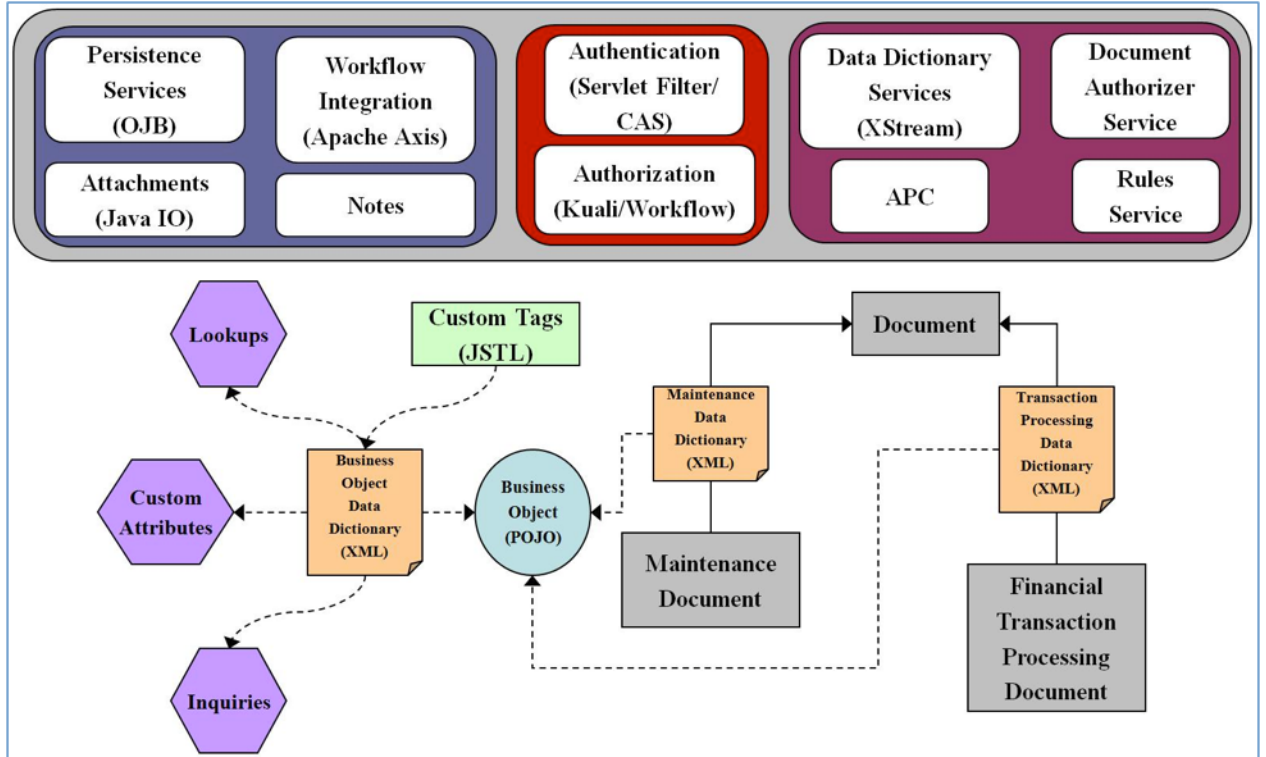 Persistence
Services
(OJB)
Workflow
Integration
(Apache Axis)
Attachments
(Java IO)
Notes
Authentication
(Servlet Filter/
CAS)
Authorization
(Kuali/Workflow)
Data Dictionary
Services
(XStream)
Document
Authorizer
Service
APC
Rules
Service
Lookups
Custom Tags
(JSTL)
Document
Maintenance
Data
Dictionary
(XML)
Transaction
Processing
Data
Dictionary
(XML)
Custom
Attributes
Business
Object
Data
Dictionary
(XML)
Business
Object
(POJO)
Maintenance
Document
Financial
Transaction
Processing
Document
Inquiries